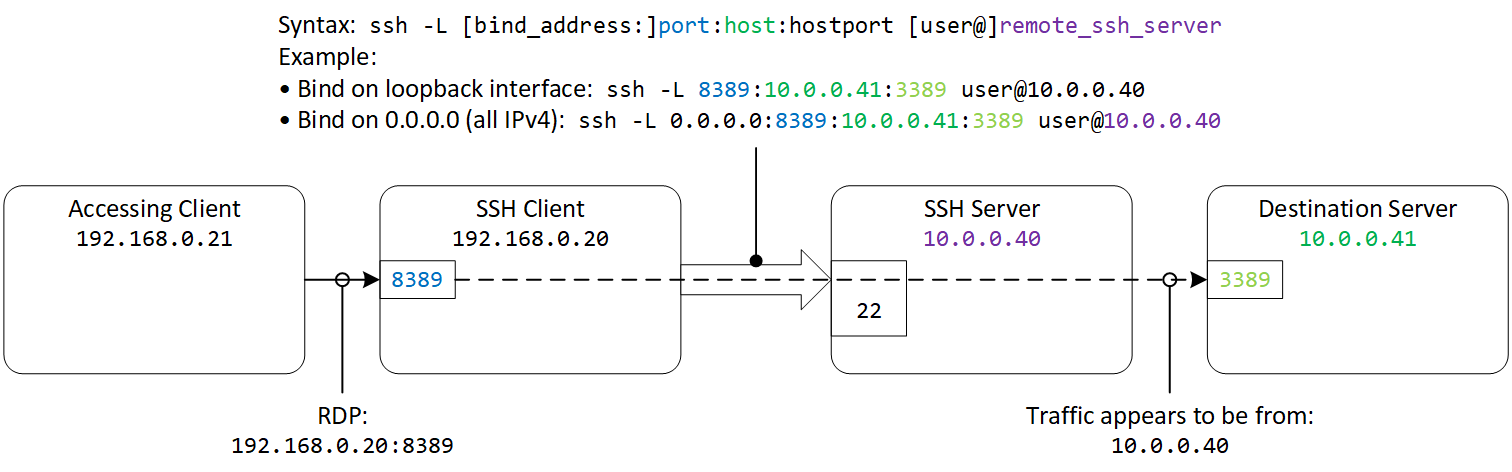 Syntax: ssh -L [bind_address:]port:host:hostport [user@]remote_ssh_server
Example:
• Bind on loopback interface: ssh -L 8389:10.0.0.41:3389 user@10.0.0.40
• Bind on 0.0.0.0 (all IPv4): ssh -L 0.0.0.0:8389:10.0.0.41:3389 user@10.0.0.40
Accessing Client
192.168.0.21
SSH Client
192.168.0.20
8389
SSH Server
10.0.0.40
22
Destination Server
10.0.0.41
3389
RDP:
192.168.0.20:8389
Traffic appears to be from:
10.0.0.40